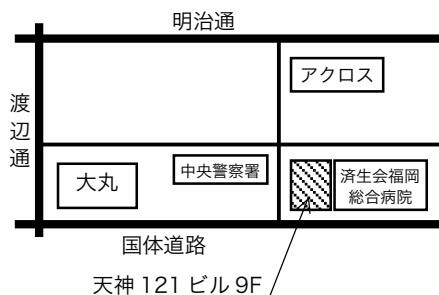 明治通
アクロス
渡辺通
中央警察署
大丸
済生会福岡
総合病院
国体道路
天神 121 ビル 9F